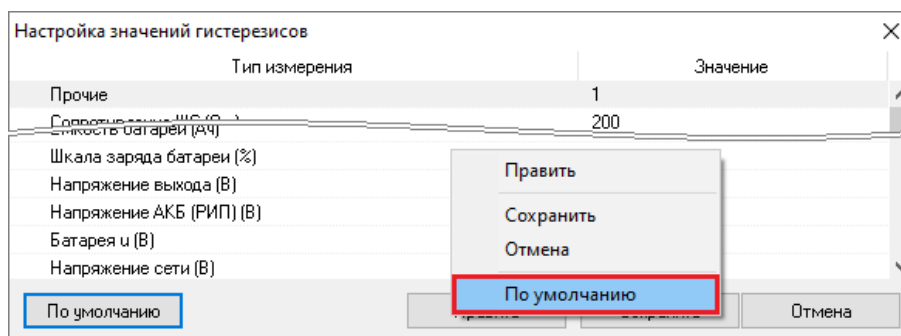 Настройка значений гистерезисов
Тип измерения Значение
Прочие 1
200
Емкость батареи (Ач)
Шкала заряда батареи (%)
Напряжение выхода (В)
Напряжение АКБ (РИП) (В)
Батарея u (В)
Напряжение сети (В)
Править
Сохранить
Отмена
По умолчанию
По умолчанию Отмена